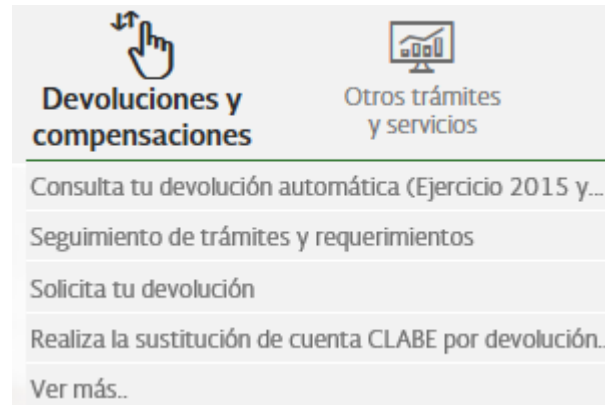 Devoluciones y
compensaciones
Otros trámites
y servicios
Consulta tu devolución automática (Ejercicio 2015 y...
Seguimiento de trámites y requerimientos
Solicita tu devolución
Realiza la sustitución de cuenta CLABE por devolución..
Ver más..